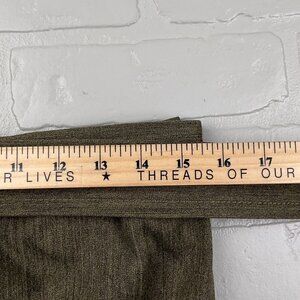 11 12 13 14 15 16 17
R LIVES ★ THREADS OF OUR